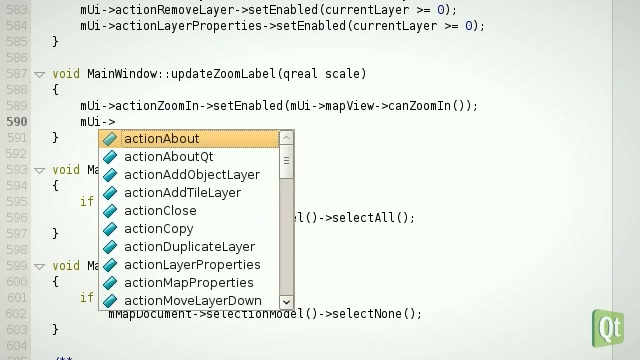 583 mUi->actionRemoveLayer->setEnabled(currentLayer >= 0);
584 mUi->actionLayerProperties->setEnabled(currentLayer >= 0);
585 }
586
587 void MainWindow::updateZoomLabel(qreal scale)
588 {
589 mUi->actionZoomIn->setEnabled(mUi->mapView->canZoomIn());
590 mUi->
591 }
592
593 void Ma
594 {
595 if
596 l()->selectAll();
597 }
598
599 void Ma
600 {
601 if
602 mMapDocument->selectionModel()->selectNone();
603 }
604
/**
actionAbout
actionAboutQt
actionAddObjectLayer
actionAddTileLayer
actionClose
actionCopy
actionDuplicateLayer
actionLayerProperties
actionMapProperties
actionMoveLayerDown
Qt